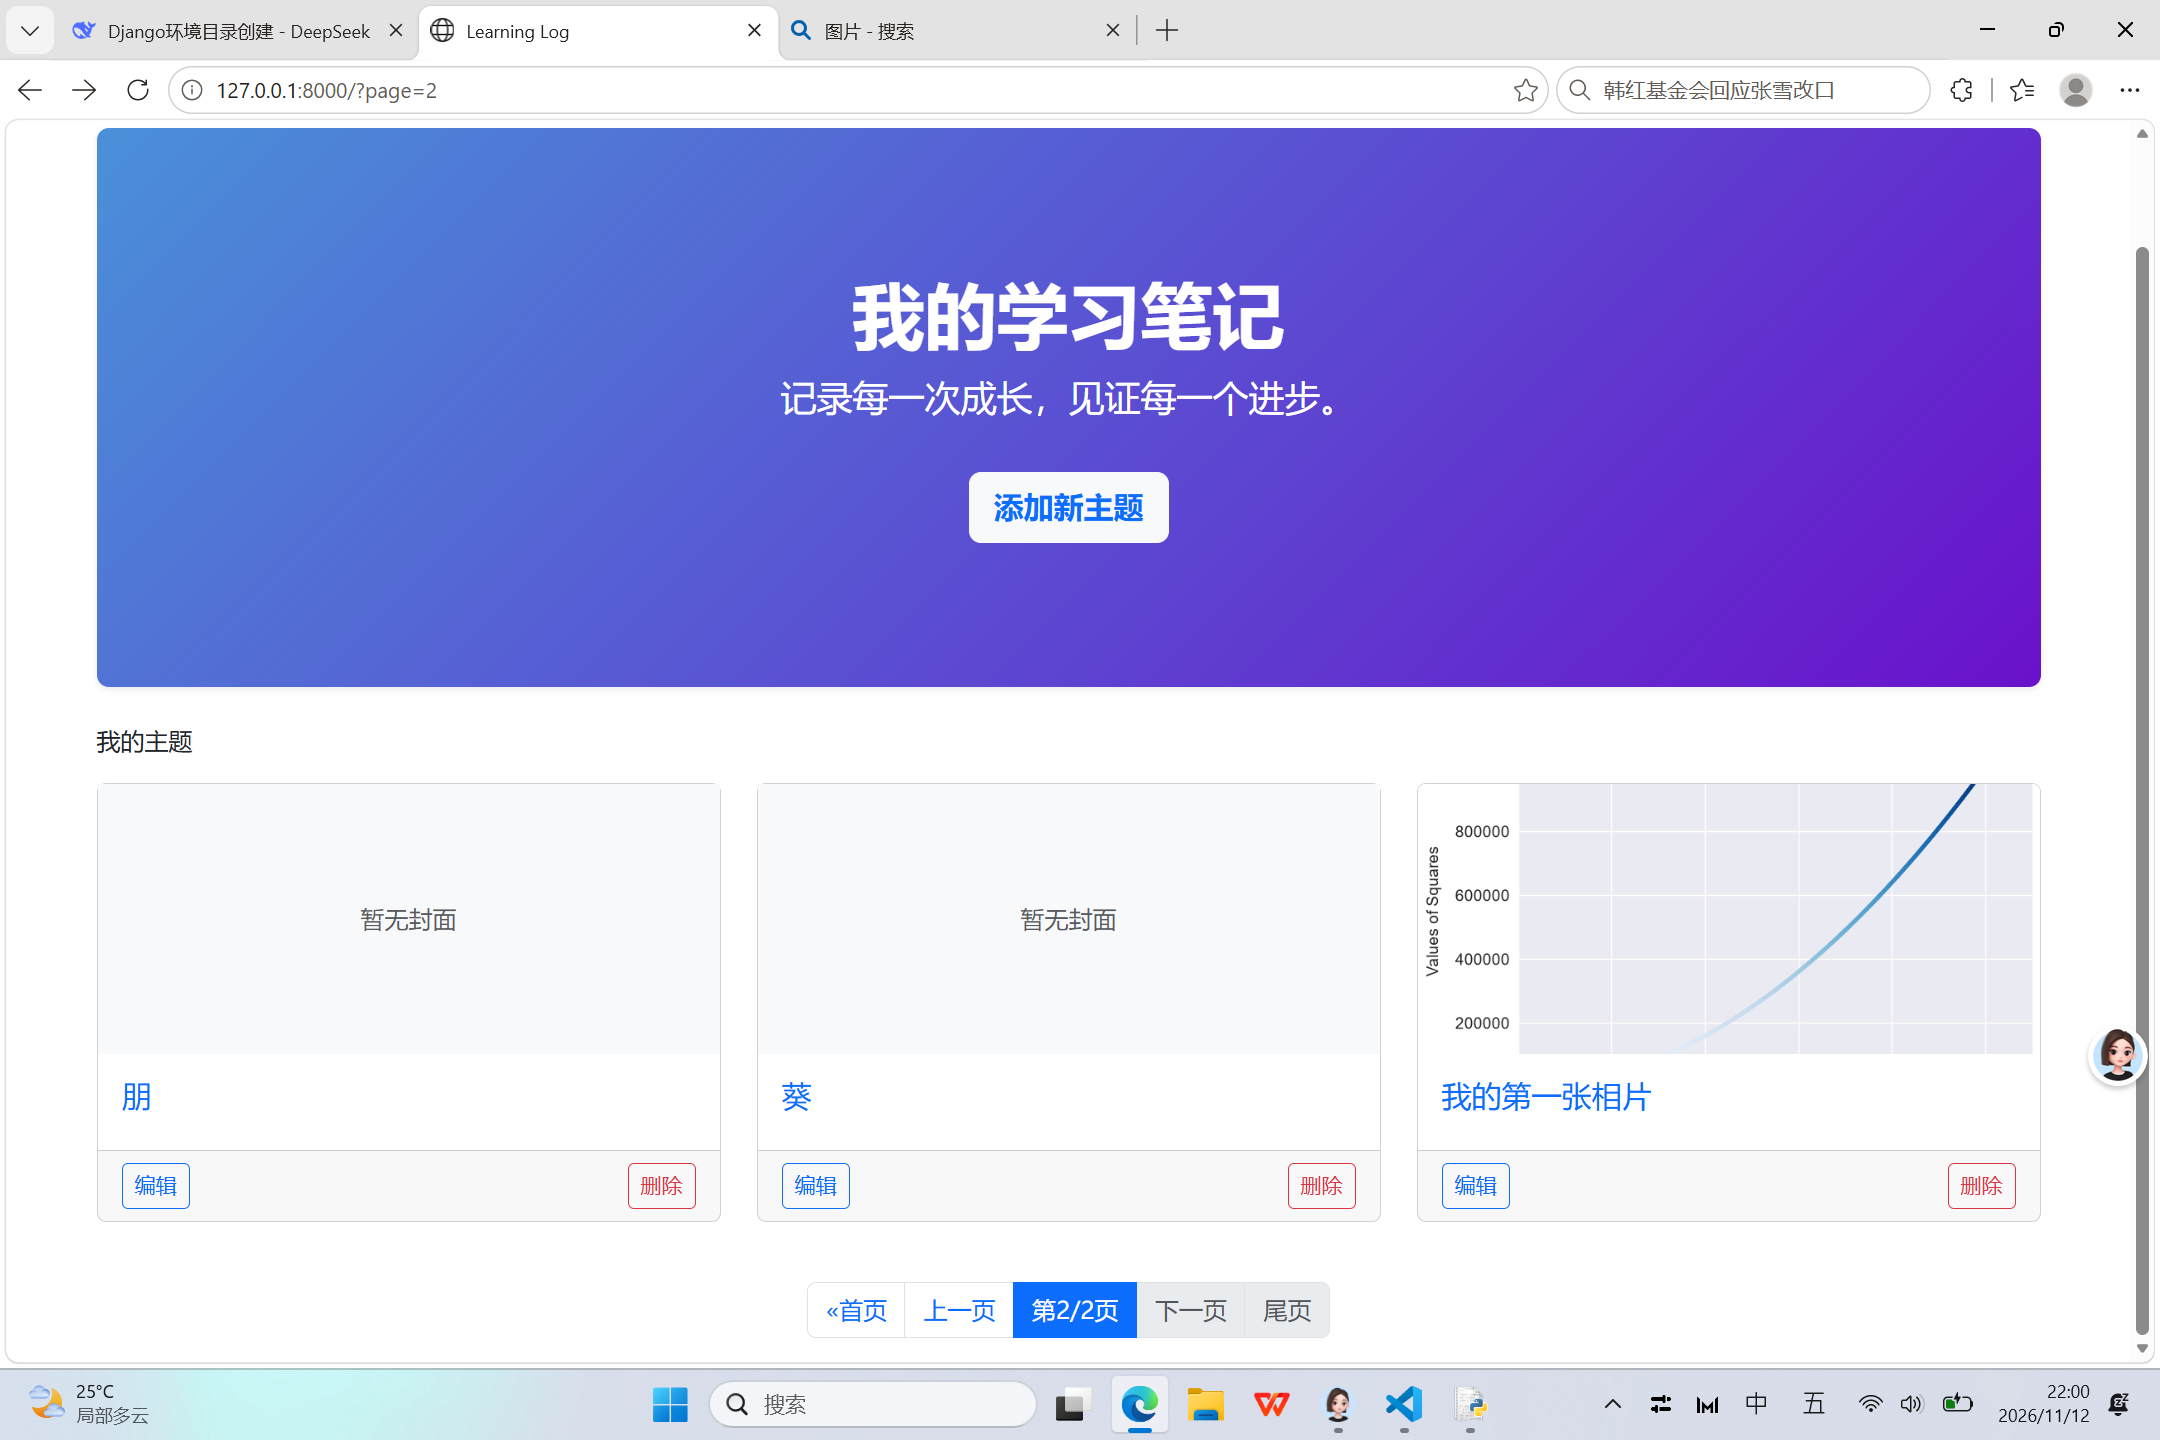 Django环境目录创建 - DeepSeek
Learning Log
图片 - 搜索
127.0.0.1:8000/?page=2
韩红基金会回应张雪改口
我的学习笔记
记录每一次成长，见证每一个进步。
添加新主题
我的主题
暂无封面
暂无封面
800000
600000
400000
200000
Values of Squares
朋
葵
我的第一张相片
编辑
删除
编辑
删除
编辑
删除
«首页
上一页
第2/2页
下一页
尾页
25°C
局部多云
搜索
中
五
22:00
2026/11/12